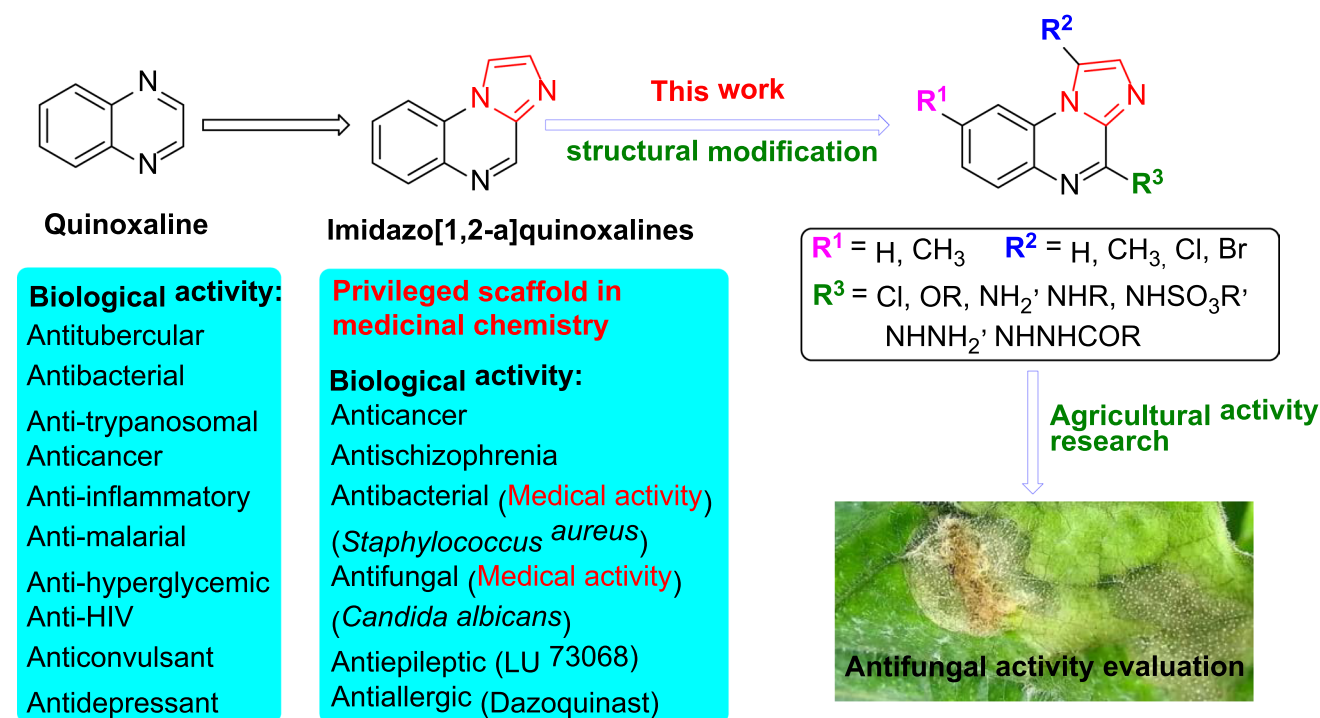 N
N
Quinoxaline
Biological activity:
Antitubercular
Antibacterial
Anti-trypanosomal
Anticancer
Anti-inflammatory
Anti-malarial
Anti-hyperglycemic
Anti-HIV
Anticonvulsant
Antidepressant
N
N
N
Imidazo[1,2-a]quinoxalines
Privileged scaffold in
medicinal chemistry
Biological activity:
Anticancer
Antischizophrenia
Antibacterial (Medical activity)
(Staphylococcus aureus)
Antifungal (Medical activity)
(Candida albicans)
Antiepileptic (LU 73068)
Antiallergic (Dazoquinast)
This work
structural modification
R²
R¹
N
N
N
R³
R¹ = H, CH₃ R² = H, CH₃, Cl, Br
R³ = Cl, OR, NH₂, NHR, NHSO₃R,
NHNH₂, NHNHCOR
Agricultural activity
research
Antifungal activity evaluation